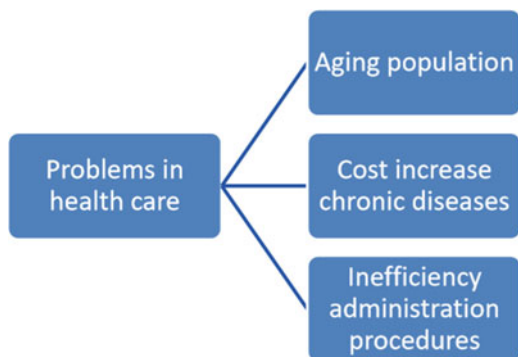 Problems in
health care
Aging population
Cost increase
chronic diseases
Inefficiency
administration
procedures